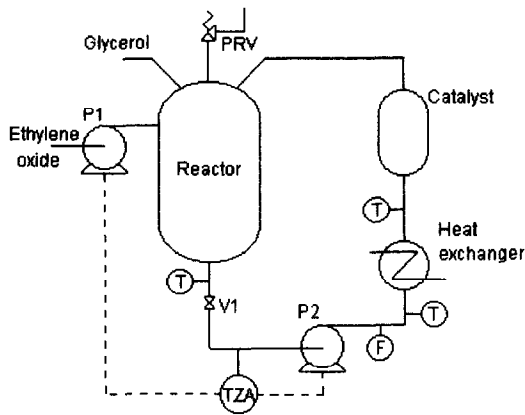 Glycerol
PRV
P1
Catalyst
Ethylene
oxide
Reactor
T
Heat
exchanger
T
V1
P2
T
F
TZA